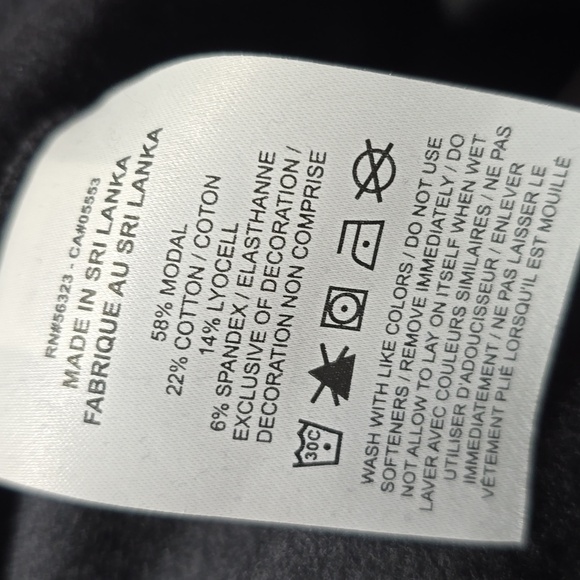 RN#56323 - CA#05553
MADE IN SRI LANKA
FABRIQUE AU SRI LANKA
58% MODAL
22% COTTON / COTON
14% LYOCELL
6% SPANDEX / ELASTHANNE
EXCLUSIVE OF DECORATION /
DECORATION NON COMPRISE
30C
WASH WITH LIKE COLORS / DO NOT USE
SOFTENERS / REMOVE IMMEDIATELY / DO
NOT ALLOW TO LAY ON ITSELF WHEN WET
LAVER AVEC COULEURS SIMILAIRES / NE PAS
UTILISER D'ADOUCISSEUR / ENLEVER
IMMEDIATEMENT / NE PAS LAISSER LE
VÊTEMENT PLIÉ LORSQU'IL EST MOUILLÉ